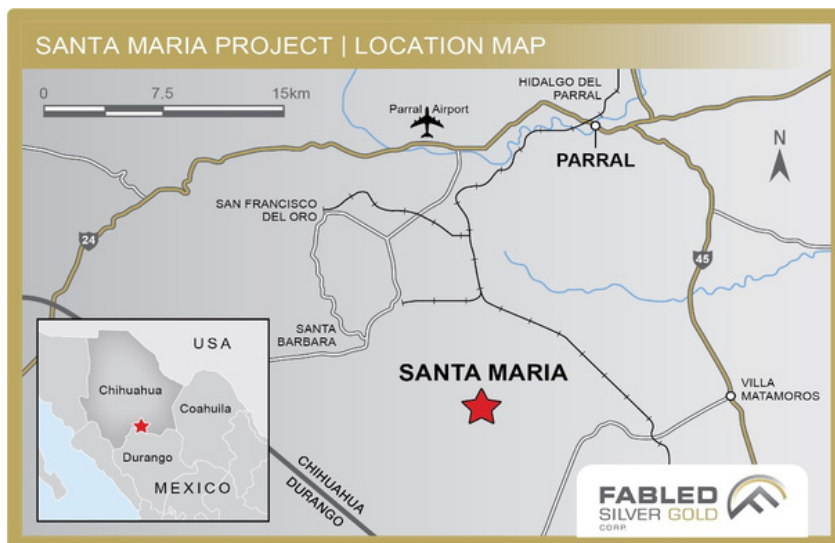 SANTA MARIA PROJECT | LOCATION MAP
0 7.5 15km
Parral Airport
HIDALGO DEL
PARRAL
PARRAL
N
SAN FRANCISCO
DEL ORO
24
45
SANTA
BARBARA
SANTA MARIA
VILLA
MATAMOROS
USA
Chihuahua
Coahuila
Durango
MEXICO
CHIHUAHUA
DURANGO
FABLED
SILVER GOLD
CORP.